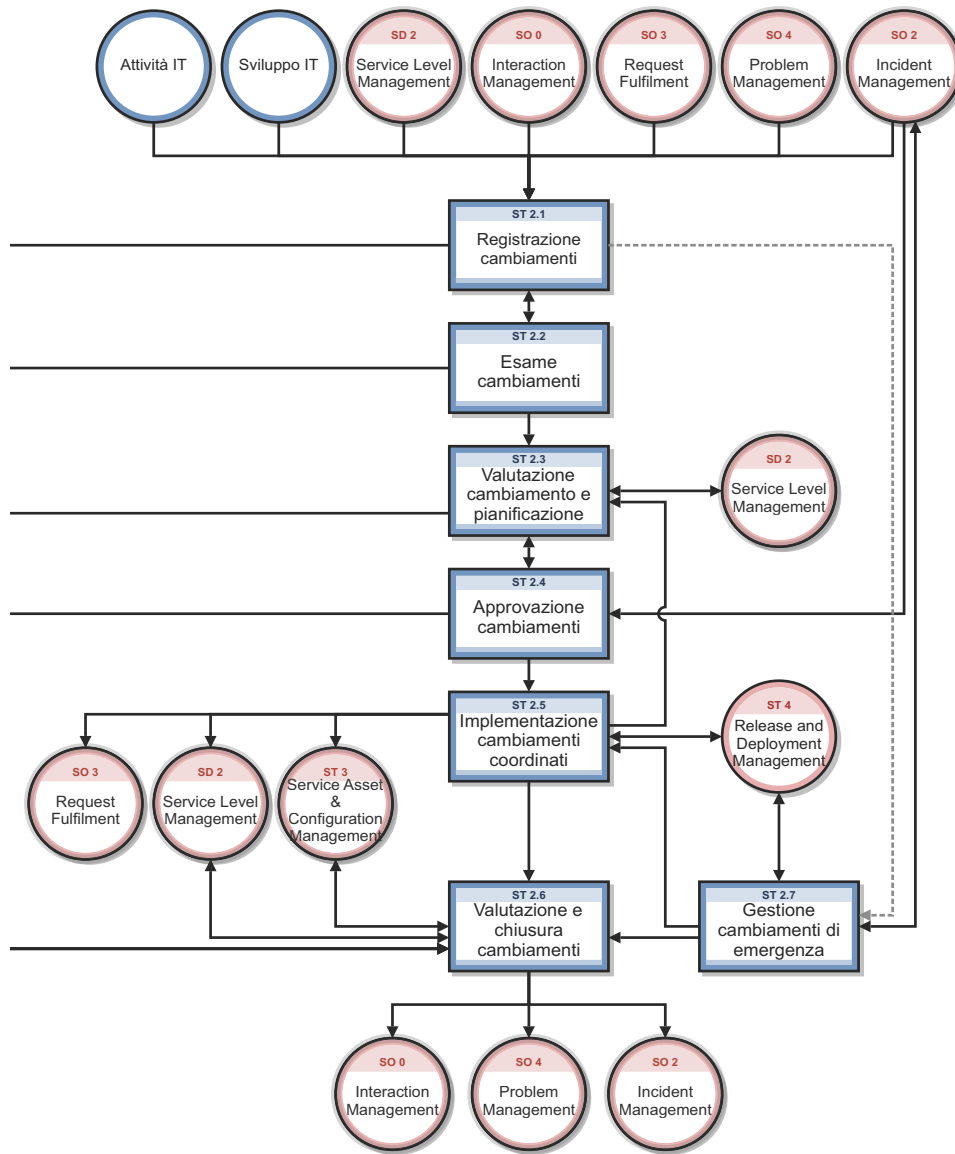 Attività IT
Sviluppo IT
SD 2
Service Level
Management
SO 0
Interaction
Management
SO 3
Request
Fulfilment
SO 4
Problem
Management
SO 2
Incident
Management
ST 2.1
Registrazione
cambiamenti
ST 2.2
Esame
cambiamenti
ST 2.3
Valutazione
cambiamento e
pianificazione
SD 2
Service Level
Management
ST 2.4
Approvazione
cambiamenti
ST 2.5
Implementazione
cambiamenti
coordinati
ST 4
Release and
Deployment
Management
SO 3
Request
Fulfilment
SD 2
Service Level
Management
ST 3
Service Asset
&
Configuration
Management
ST 2.6
Valutazione e
chiusura
cambiamenti
ST 2.7
Gestione
cambiamenti di
emergenza
SO 0
Interaction
Management
SO 4
Problem
Management
SO 2
Incident
Management